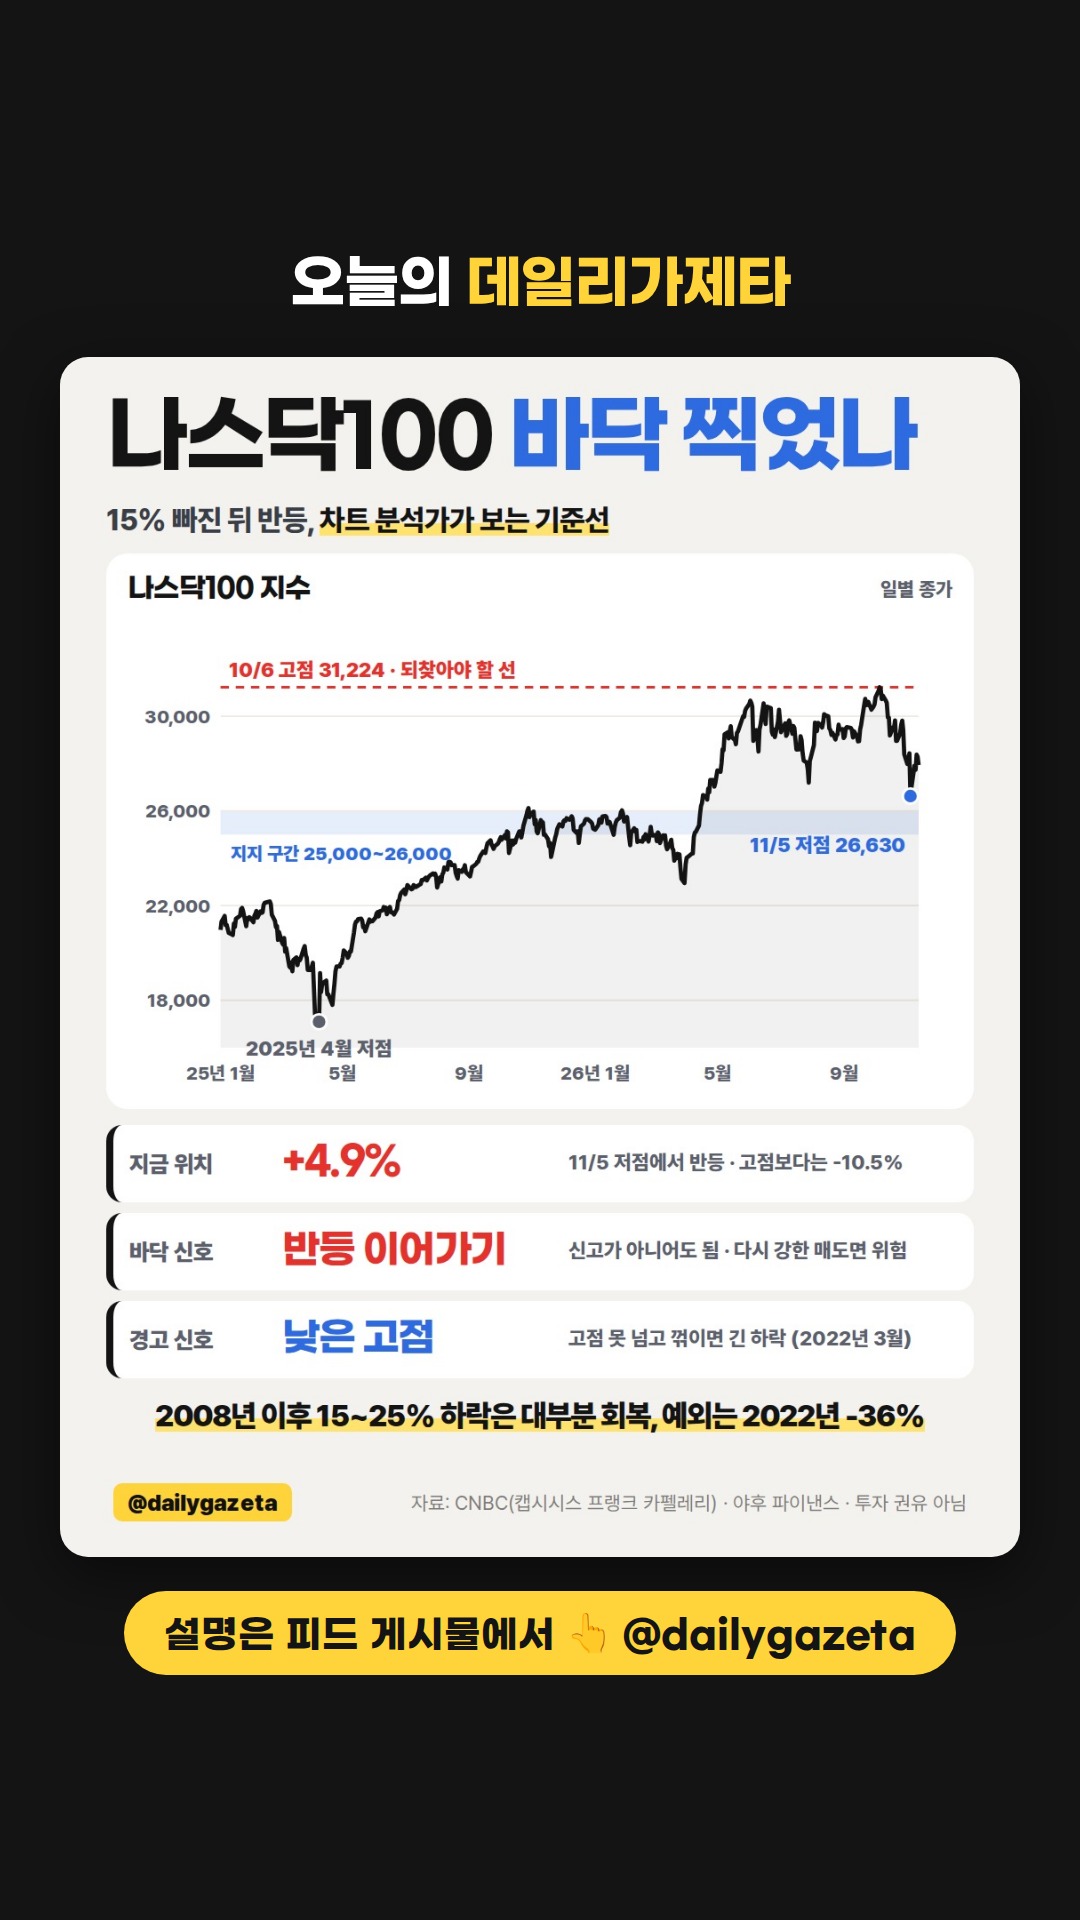 오늘의 데일리가제타
나스닥100 바닥 찍었나
15% 빠진 뒤 반등, 차트 분석가가 보는 기준선
나스닥100 지수
일별 종가
10/6 고점 31,224 · 되찾아야 할 선
30,000
26,000
지지 구간 25,000~26,000
11/5 저점 26,630
22,000
18,000
2025년 4월 저점
25년 1월 5월 9월 26년 1월 5월 9월
지금 위치 +4.9% 11/5 저점에서 반등 · 고점보다는 -10.5%
바닥 신호 반등 이어가기 신고가 아니어도 됨 · 다시 강한 매도면 위험
경고 신호 낮은 고점 고점 못 넘고 꺾이면 긴 하락 (2022년 3월)
2008년 이후 15~25% 하락은 대부분 회복, 예외는 2022년 -36%
@dailygazeta
자료: CNBC(캡시시스 프랭크 카펠레리) · 야후 파이낸스 · 투자 권유 아님
설명은 피드 게시물에서 👆 @dailygazeta